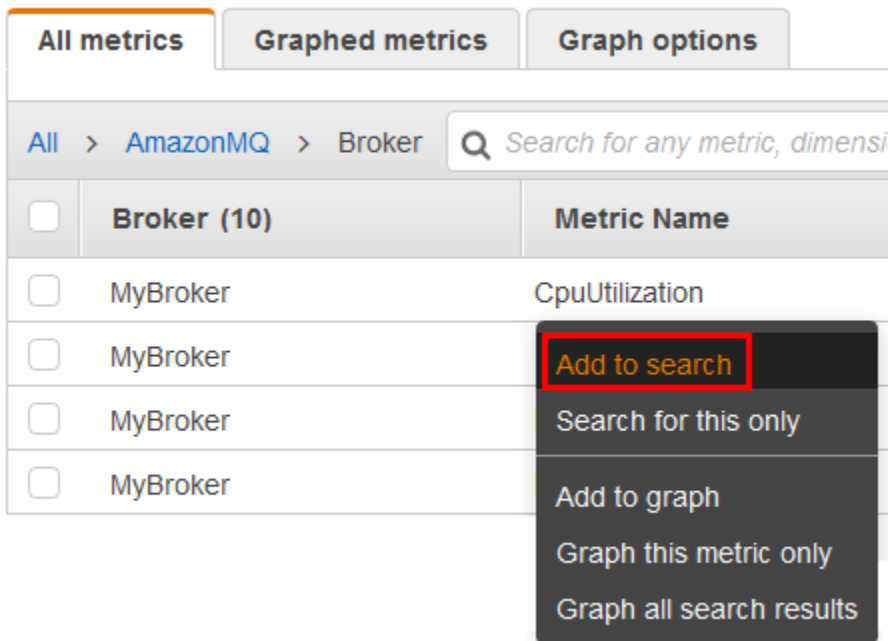 All metrics Graphed metrics Graph options
All > AmazonMQ > Broker Search for any metric, dimensi
Broker (10) Metric Name
MyBroker CpuUtilization
MyBroker Add to search
MyBroker Search for this only
MyBroker Add to graph
Graph this metric only
Graph all search results